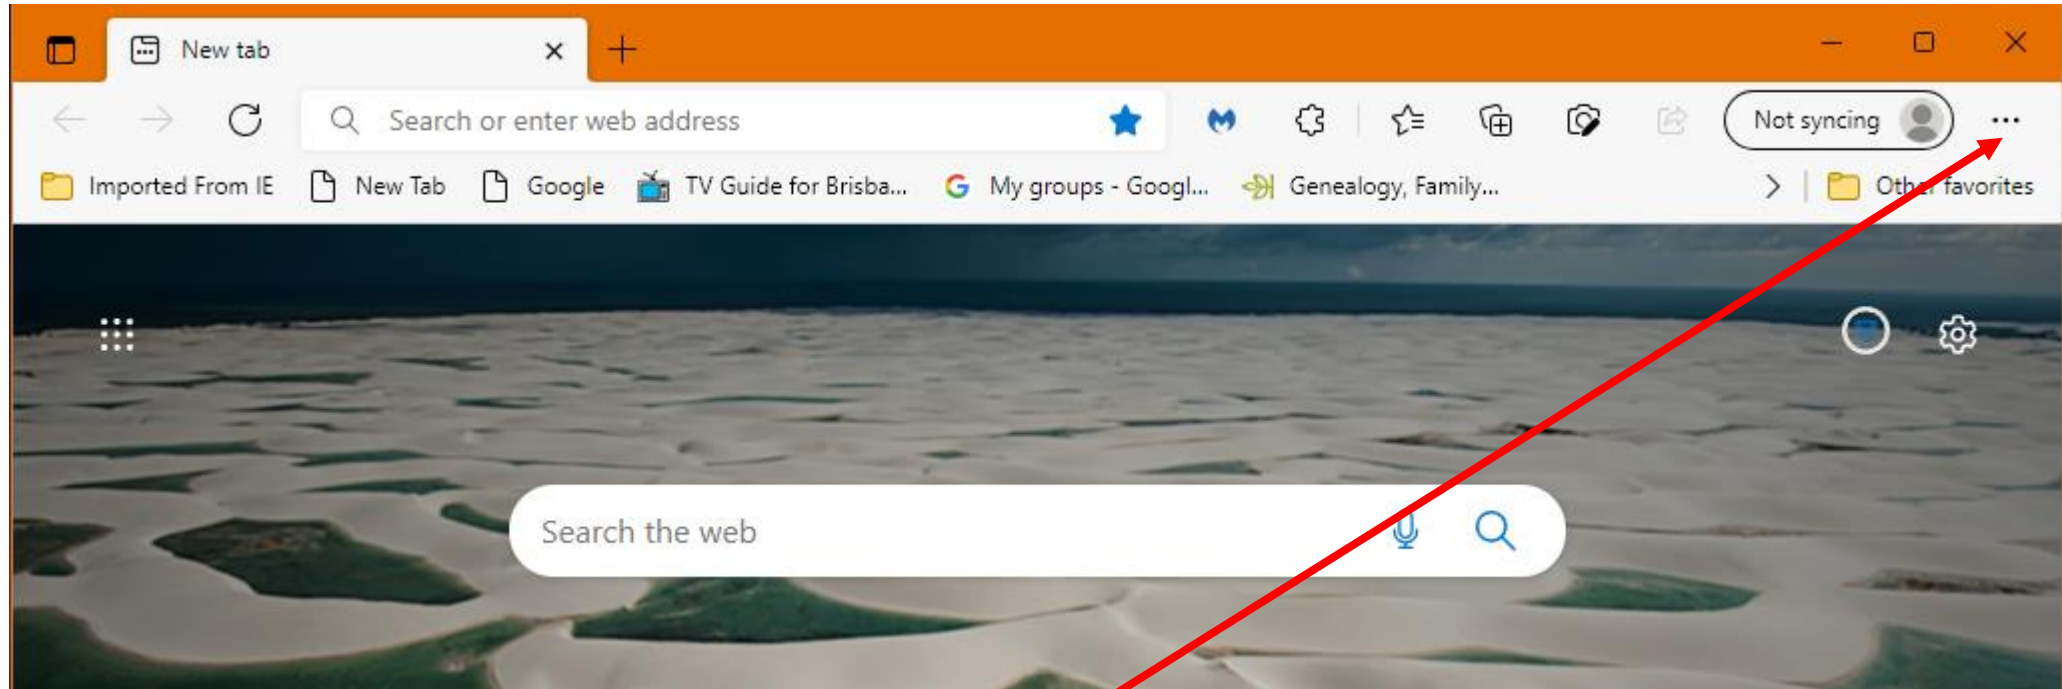 New tab
Search or enter web address
Not syncing
Imported From IE New Tab Google TV Guide for Brisba... My groups - Googl... Genealogy, Family... Other favorites
Search the web